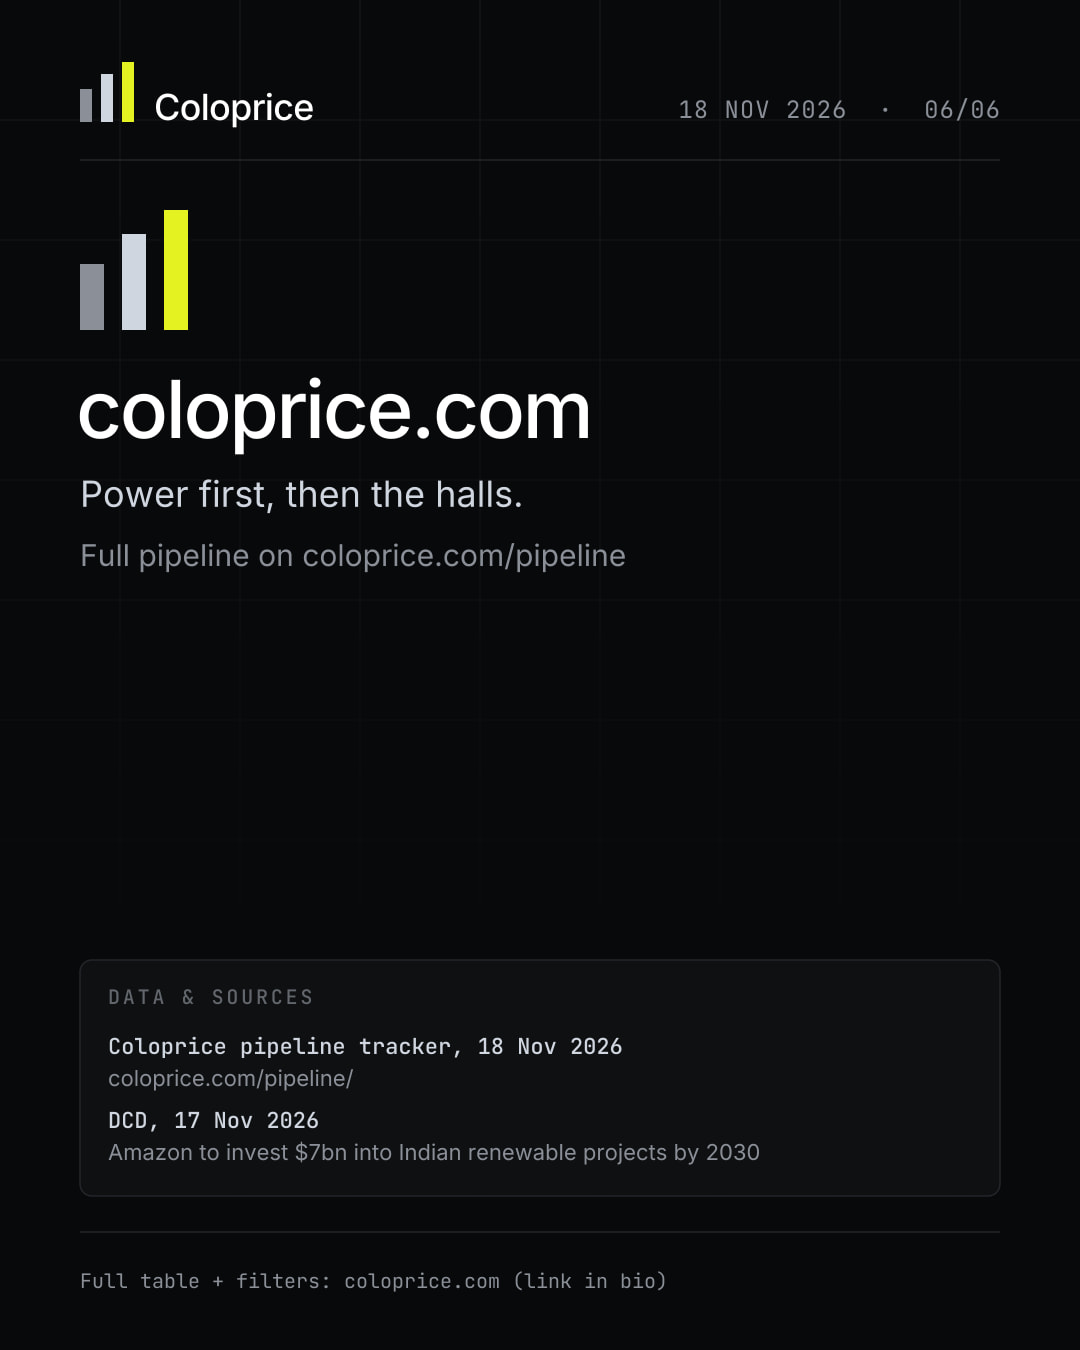 Coloprice
18 NOV 2026 · 06/06
coloprice.com
Power first, then the halls.
Full pipeline on coloprice.com/pipeline
DATA & SOURCES
Coloprice pipeline tracker, 18 Nov 2026
coloprice.com/pipeline/
DCD, 17 Nov 2026
Amazon to invest $7bn into Indian renewable projects by 2030
Full table + filters: coloprice.com (link in bio)